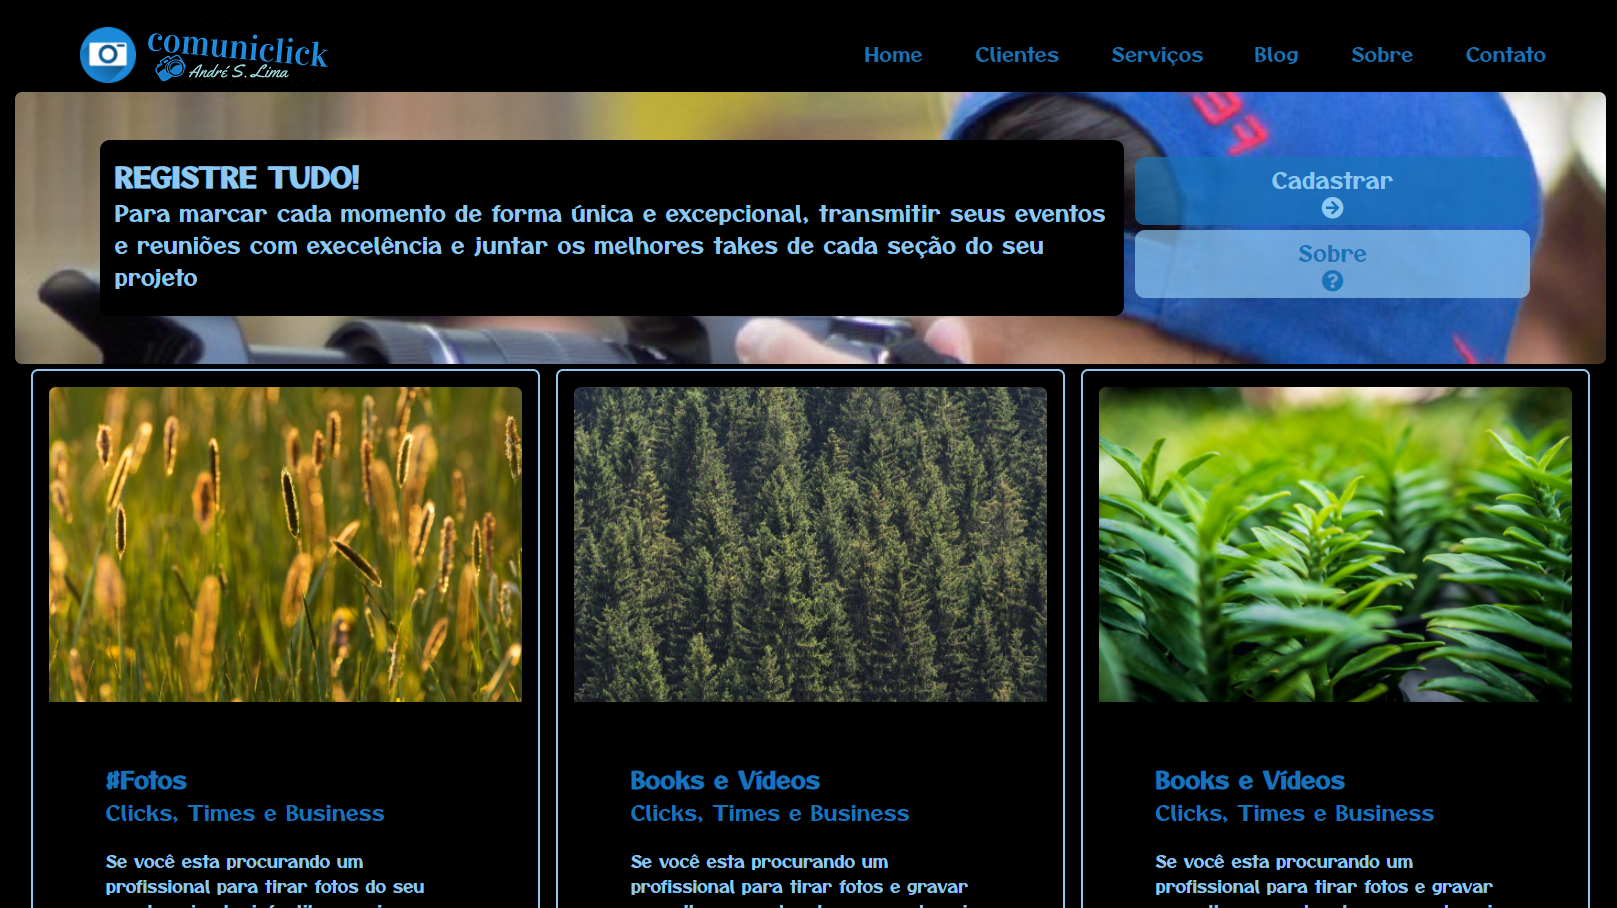 comuniclick
André S. Lima
Home Clientes Serviços Blog Sobre Contato
REGISTRE TUDO!
Para marcar cada momento de forma única e excepcional, transmitir seus eventos
e reuniões com execelência e juntar os melhores takes de cada seção do seu
projeto
Cadastrar
Sobre
#Fotos
Clicks, Times e Business
Se você esta procurando um
profissional para tirar fotos do seu
Books e Vídeos
Clicks, Times e Business
Se você esta procurando um
profissional para tirar fotos e gravar
Books e Vídeos
Clicks, Times e Business
Se você esta procurando um
profissional para tirar fotos e gravar